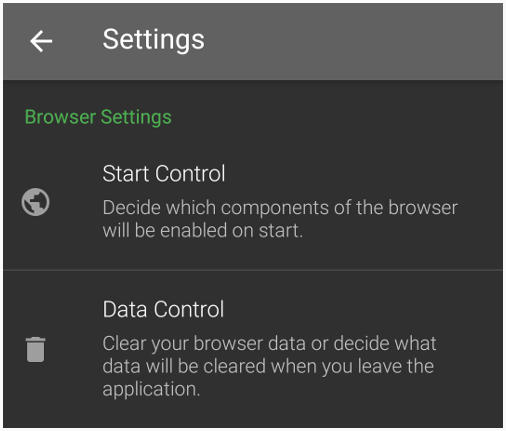 Settings
Browser Settings
Start Control
Decide which components of the browser
will be enabled on start.
Data Control
Clear your browser data or decide what
data will be cleared when you leave the
application.